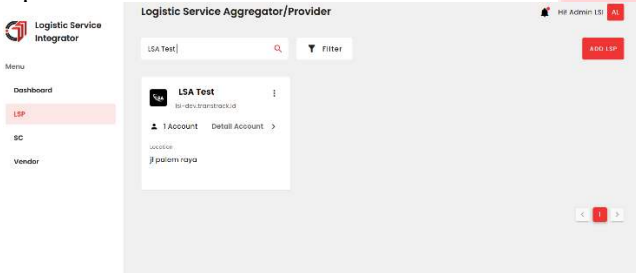 Logistic Service Aggregator/Provider
Hi! Admin LSI
AL
Logistic Service
Integrator
LSA Test
Filter
ADD LSP
Menu
Dashboard
LSP
SC
Vendor
LSA Test
lsi-dev.transtrack.id
1 Account
Detail Account >
Location
jl palem raya
< 1 >